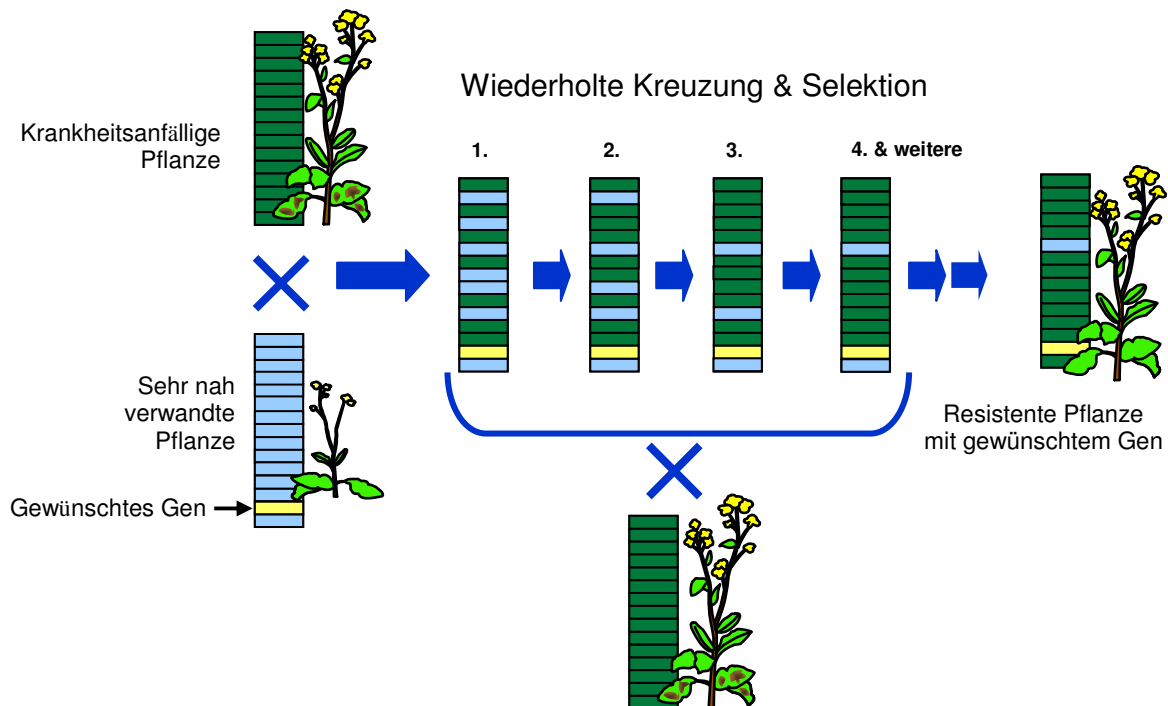 Wiederholte Kreuzung & Selektion
Krankheitsanfällige
Pflanze
1.
2.
3.
4. & weitere
Sehr nah
verwandte
Pflanze
Gewünschtes Gen
Resistente Pflanze
mit gewünschtem Gen